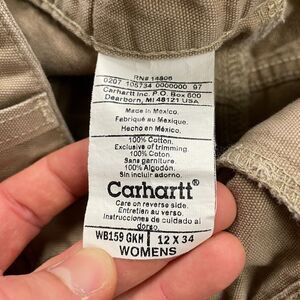 RN# 14806
0207 105734 0000000 97
Carhartt Inc. P.O. Box 600
Dearborn, MI 48121 USA
Made in Mexico.
Fabriqué au Mexique.
Hecho en México.
100% Cotton.
Exclusive of trimming.
100% Coton.
Sans garniture.
100% Algodón.
Sin incluir adorno.
Carhartt
Care on reverse side.
Entretien au verso.
Instrucciones de cuidado al
dorso.
WB159 GKH 12 X 34
WOMENS